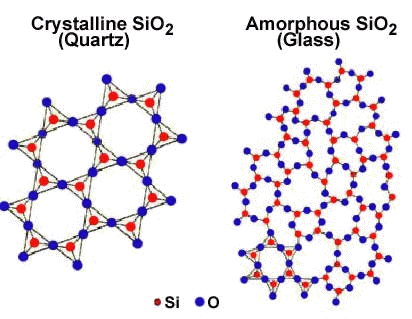 Crystalline SiO2
(Quartz)
Amorphous SiO2
(Glass)
Si
O